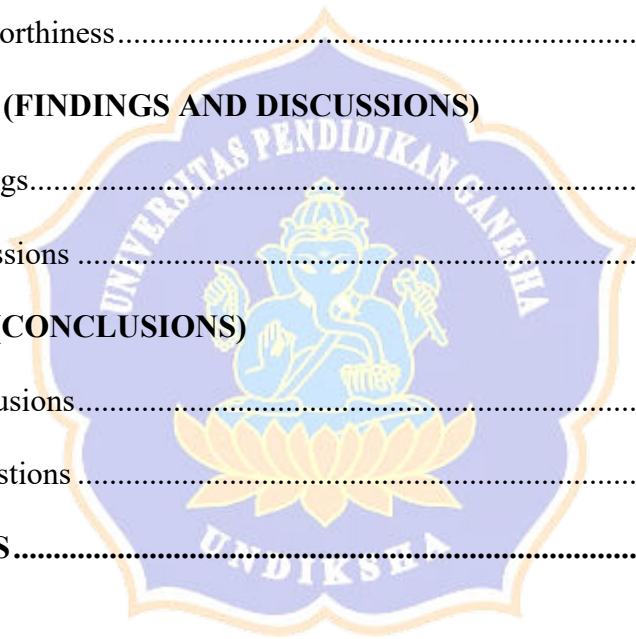 orthiness..............................................................................
(FINDINGS AND DISCUSSIONS)
UNIVERSITAS PENDIDIKAN GANESHA
gs..........................................................................................
ssions ....................................................................................
(CONCLUSIONS)
usions....................................................................................
stions ....................................................................................
S............................................................................................
UNDIKSHA